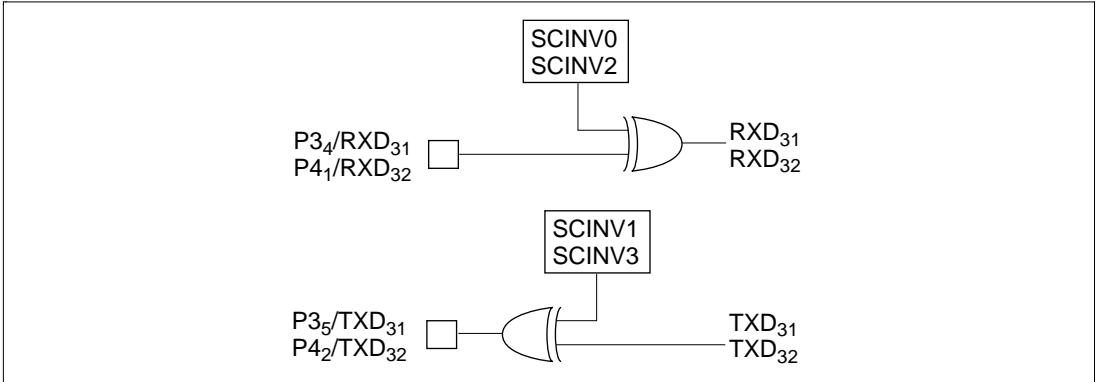 SCINV0
SCINV2
P3₄/RXD₃₁
P4₁/RXD₃₂
RXD₃₁
RXD₃₂
SCINV1
SCINV3
P3₅/TXD₃₁
P4₂/TXD₃₂
TXD₃₁
TXD₃₂